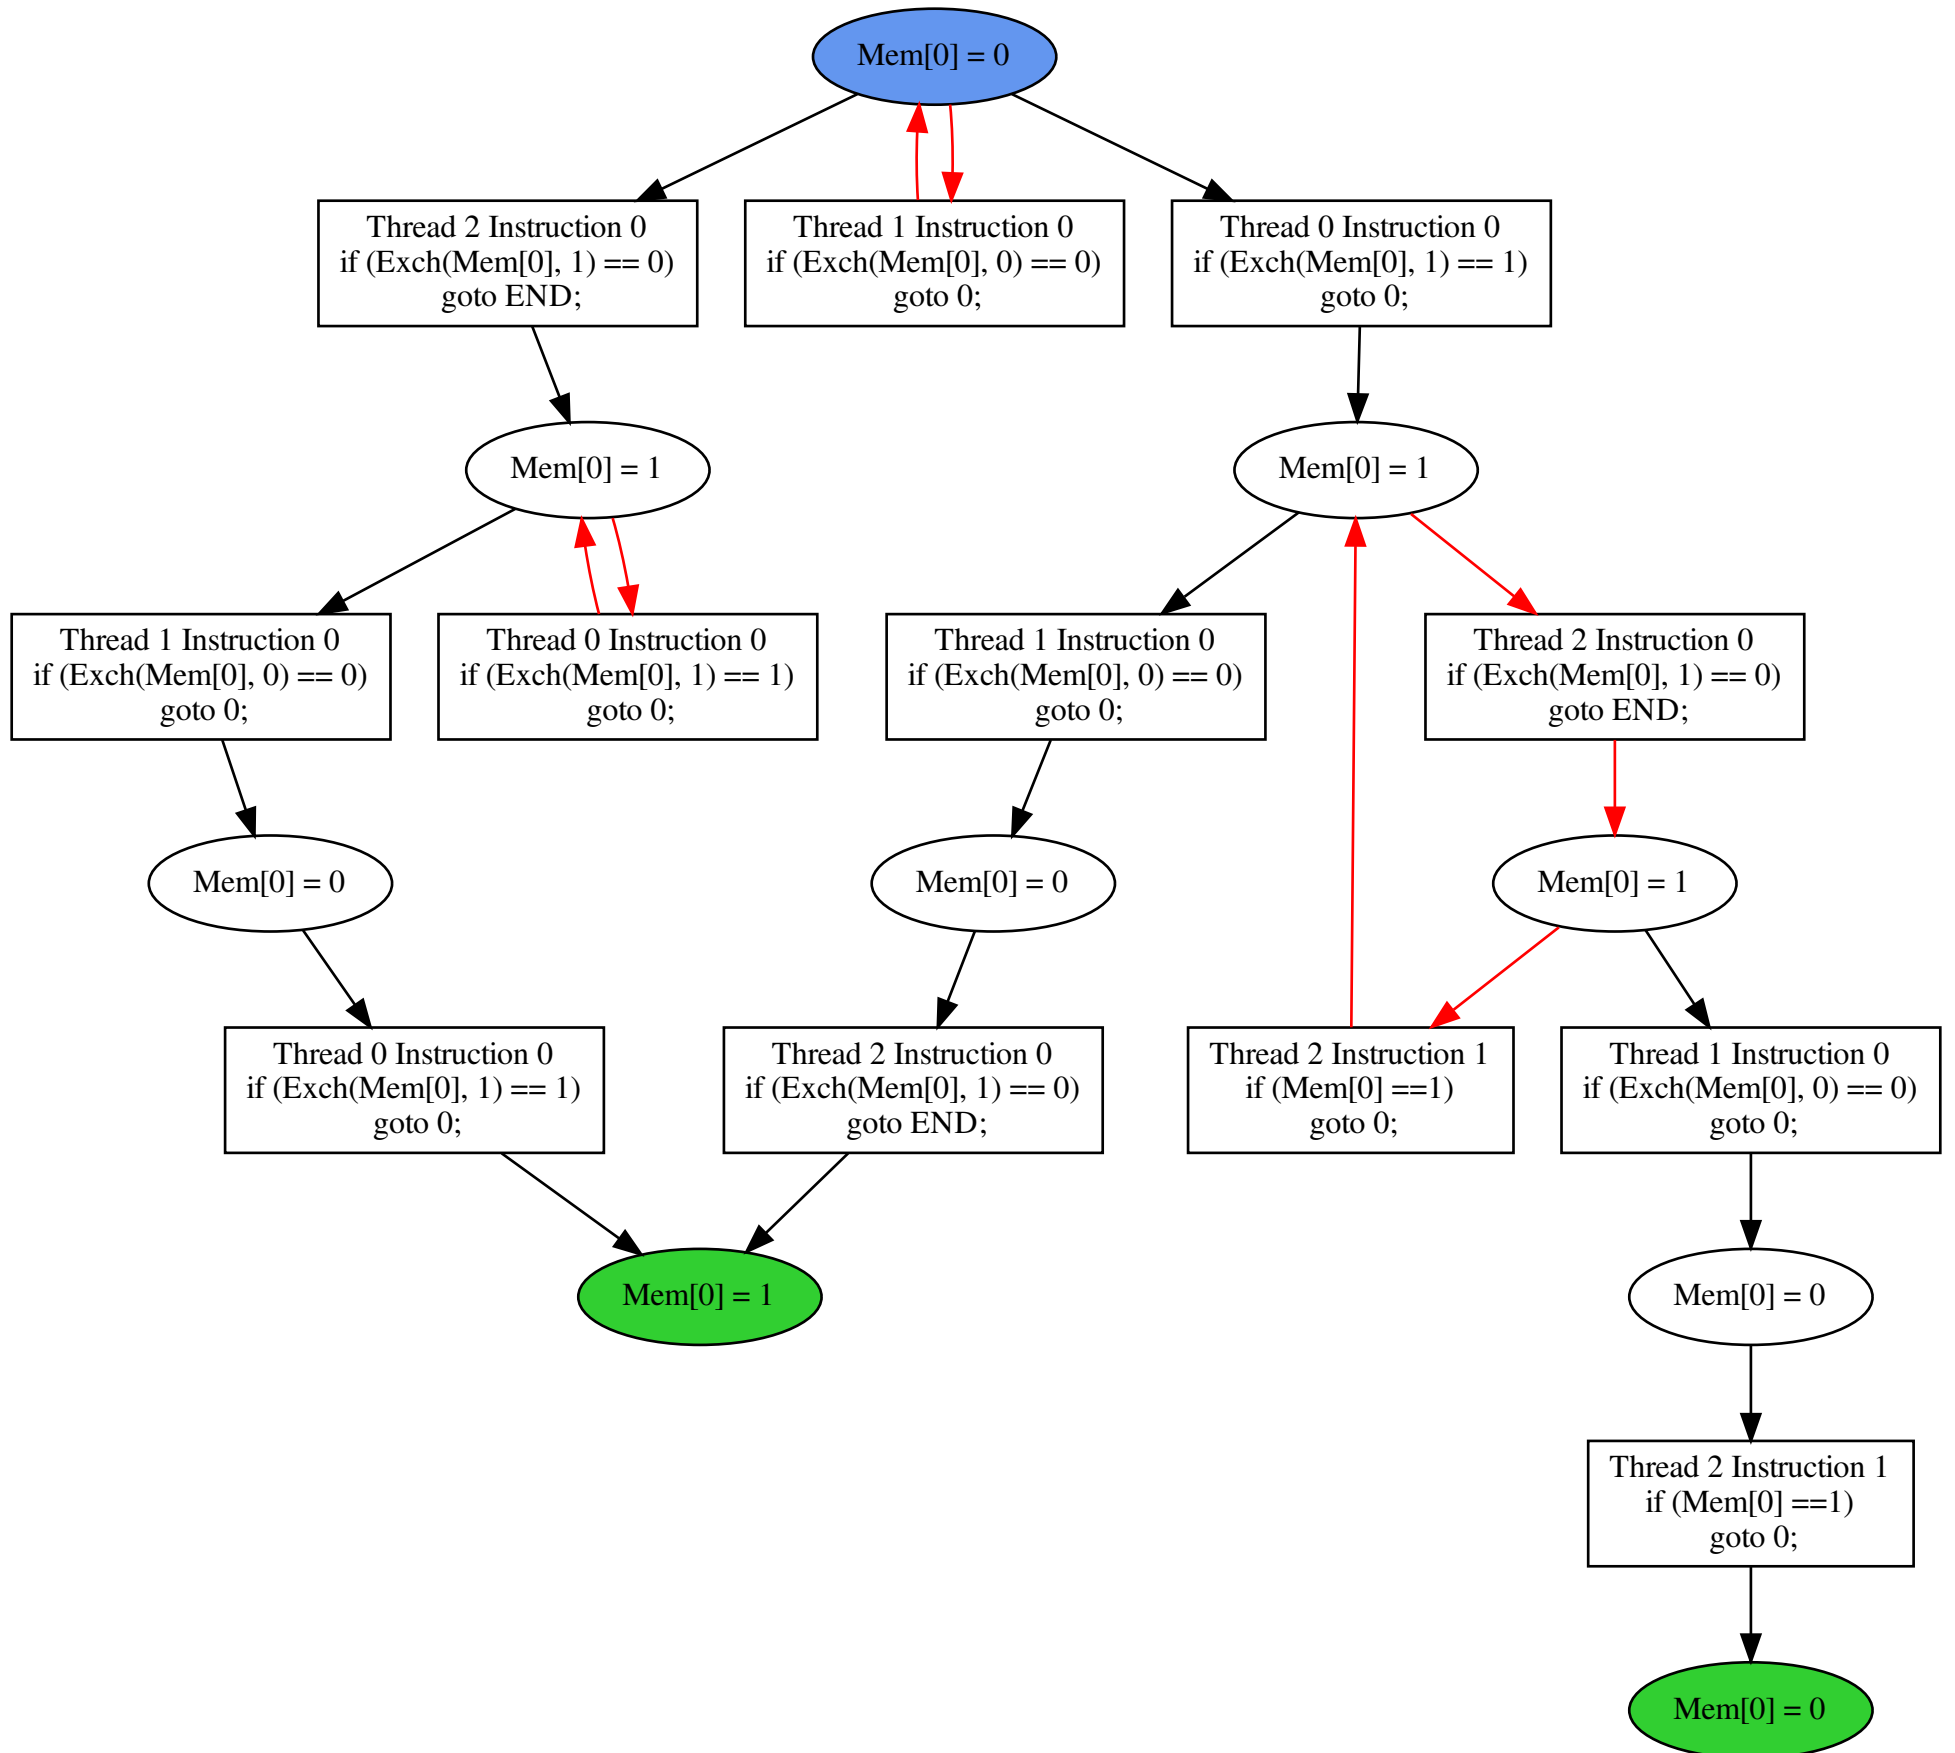 Mem[0] = 0
Thread 2 Instruction 0
if (Exch(Mem[0], 1) == 0)
goto END;
Thread 1 Instruction 0
if (Exch(Mem[0], 0) == 0)
goto 0;
Thread 0 Instruction 0
if (Exch(Mem[0], 1) == 1)
goto 0;
Mem[0] = 1
Mem[0] = 1
Thread 1 Instruction 0
if (Exch(Mem[0], 0) == 0)
goto 0;
Thread 0 Instruction 0
if (Exch(Mem[0], 1) == 1)
goto 0;
Thread 1 Instruction 0
if (Exch(Mem[0], 0) == 0)
goto 0;
Thread 2 Instruction 0
if (Exch(Mem[0], 1) == 0)
goto END;
Mem[0] = 0
Mem[0] = 0
Mem[0] = 1
Thread 0 Instruction 0
if (Exch(Mem[0], 1) == 1)
goto 0;
Thread 2 Instruction 0
if (Exch(Mem[0], 1) == 0)
goto END;
Thread 2 Instruction 1
if (Mem[0] ==1)
goto 0;
Thread 1 Instruction 0
if (Exch(Mem[0], 0) == 0)
goto 0;
Mem[0] = 1
Mem[0] = 0
Thread 2 Instruction 1
if (Mem[0] ==1)
goto 0;
Mem[0] = 0